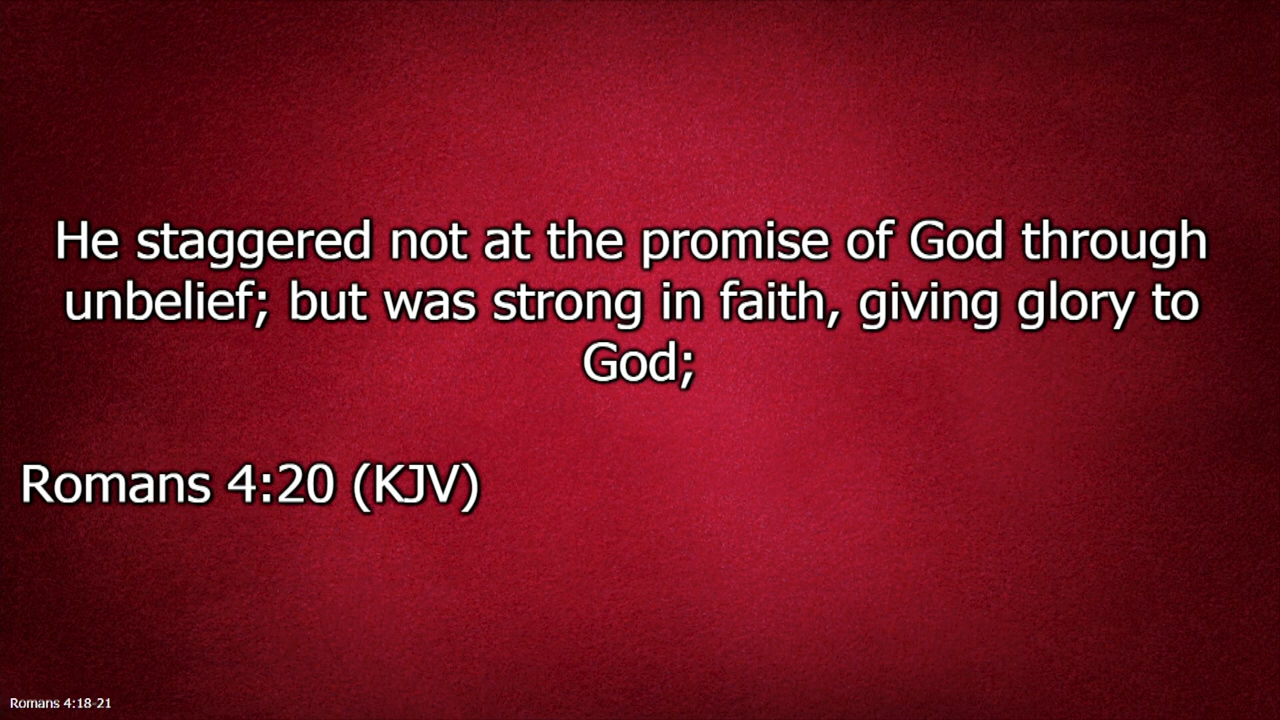 He staggered not at the promise of God through
unbelief; but was strong in faith, giving glory to
God;
Romans 4:20 (KJV)
Romans 4:18-21